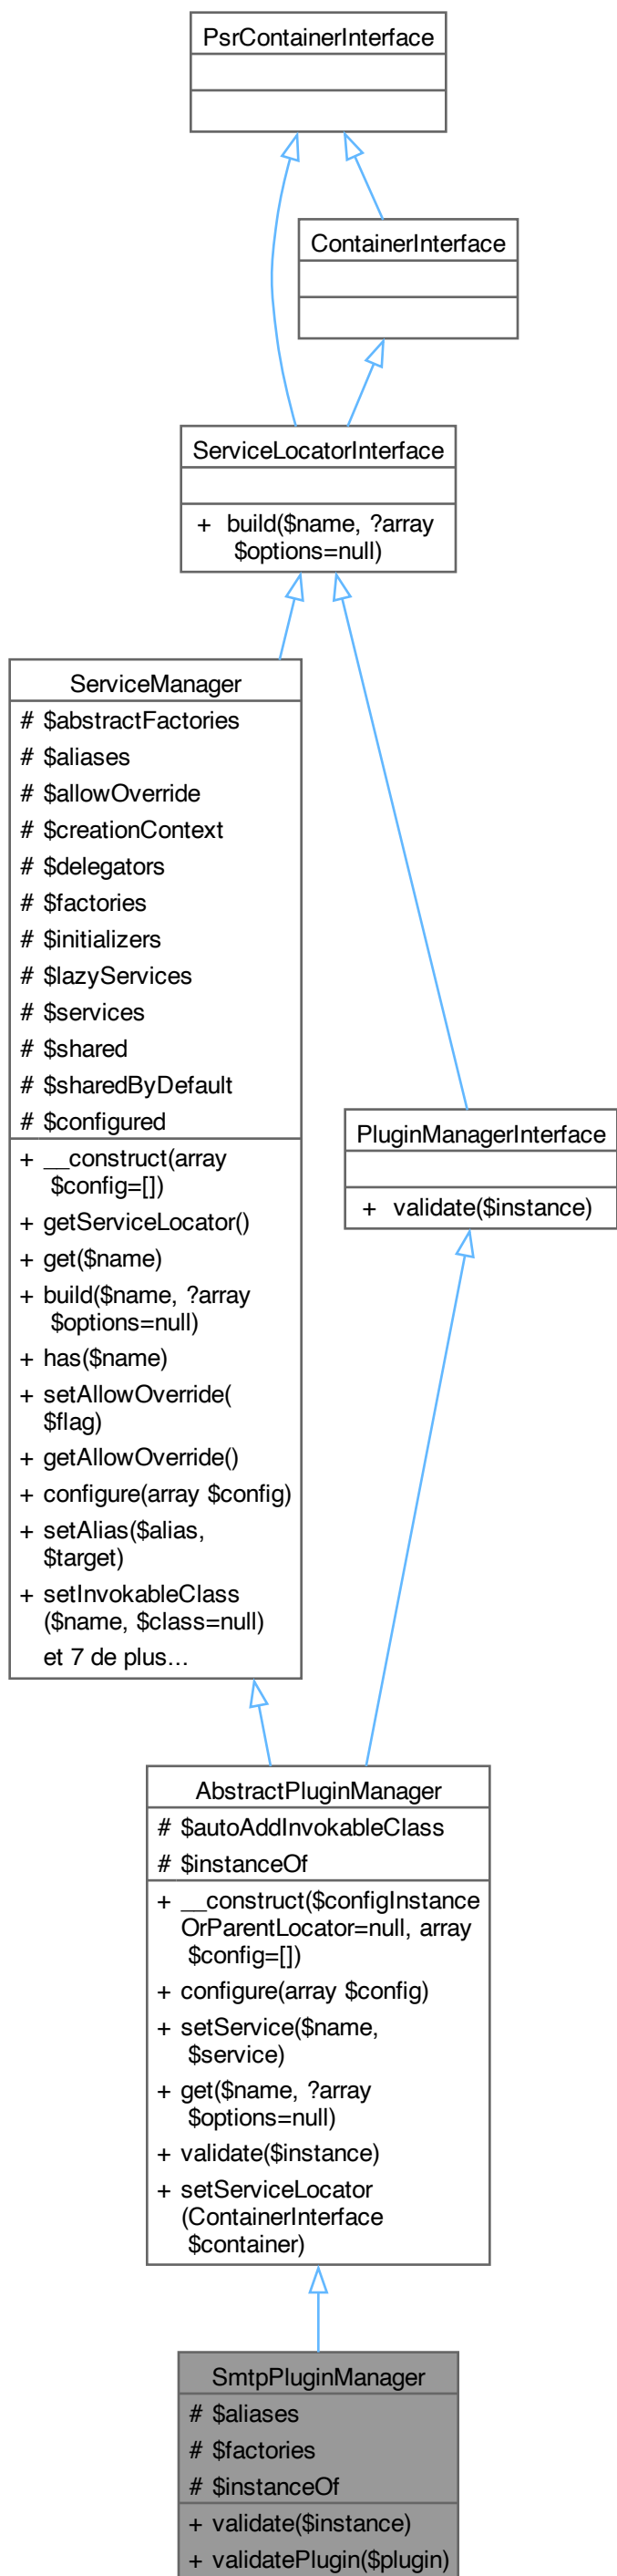 PsrContainerInterface
ContainerInterface
ServiceLocatorInterface
+ build($name, ?array
$options=null)
ServiceManager
# $abstractFactories
# $aliases
# $allowOverride
# $creationContext
# $delegators
# $factories
# $initializers
# $lazyServices
# $services
# $shared
# $sharedByDefault
# $configured
+ __construct(array
$config=[])
+ getServiceLocator()
+ get($name)
+ build($name, ?array
$options=null)
+ has($name)
+ setAllowOverride(
$flag)
+ getAllowOverride()
+ configure(array $config)
+ setAlias($alias,
$target)
+ setInvokableClass
($name, $class=null)
et 7 de plus...
PluginManagerInterface
+ validate($instance)
AbstractPluginManager
# $autoAddInvokableClass
# $instanceOf
+ __construct($configInstance
OrParentLocator=null, array
$config=[])
+ configure(array $config)
+ setService($name,
$service)
+ get($name, ?array
$options=null)
+ validate($instance)
+ setServiceLocator
(ContainerInterface
$container)
SmtpPluginManager
# $aliases
# $factories
# $instanceOf
+ validate($instance)
+ validatePlugin($plugin)